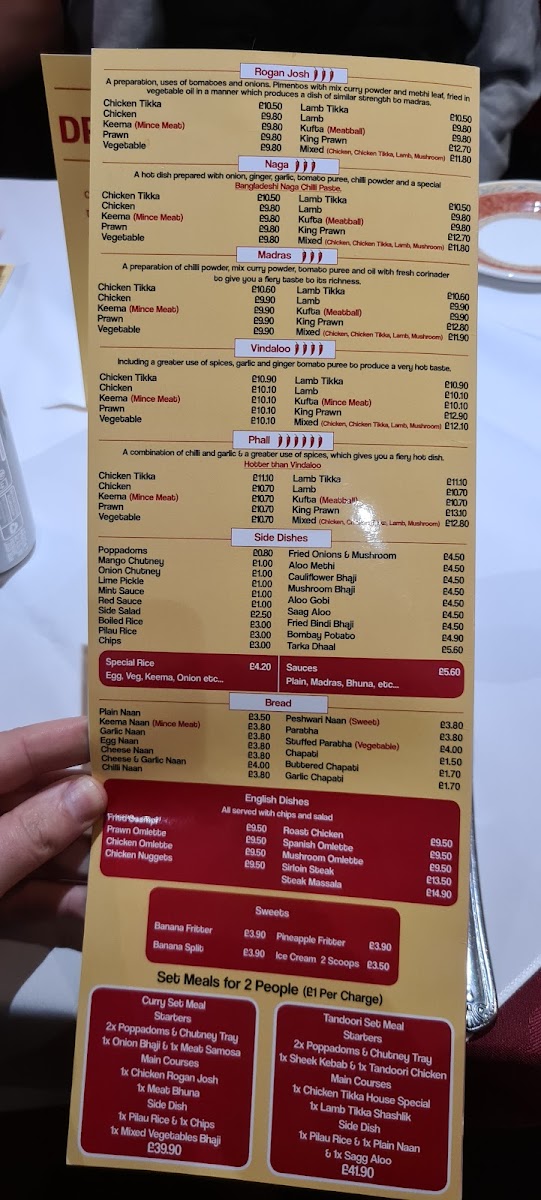 DE
Rogan Josh
A preparation, uses of tomatoes and onions. Pimentos with mix curry powder and methi leaf, fried in
vegetable oil in a manner which produces a dish of similar strength to madras.
Chicken Tikka £10.50 Lamb Tikka £10.50
Chicken £9.80 Lamb £9.80
Keema (Mince Meat) £9.80 Kufta (Meatball) £9.80
Prawn £9.80 King Prawn £12.70
Vegetable £9.80 Mixed (Chicken, Chicken Tikka, Lamb, Mushroom) £11.80
Naga
A hot dish prepared with onion, ginger, garlic, tomato puree, chilli powder and a special
Bangladeshi Naga Chilli Paste.
Chicken Tikka £10.50 Lamb Tikka £10.50
Chicken £9.80 Lamb £9.80
Keema (Mince Meat) £9.80 Kufta (Meatball) £9.80
Prawn £9.80 King Prawn £12.70
Vegetable £9.80 Mixed (Chicken, Chicken Tikka, Lamb, Mushroom) £11.80
Madras
A preparation of chilli powder, mix curry powder, tomato puree and oil with fresh corinader
to give you a fiery taste to its richness.
Chicken Tikka £10.60 Lamb Tikka £10.60
Chicken £9.90 Lamb £9.90
Keema (Mince Meat) £9.90 Kufta (Meatball) £9.90
Prawn £9.90 King Prawn £12.80
Vegetable £9.90 Mixed (Chicken, Chicken Tikka, Lamb, Mushroom) £11.90
Vindaloo
Including a greater use of spices, garlic and ginger tomato puree to produce a very hot taste.
Chicken Tikka £10.90 Lamb Tikka £10.90
Chicken £10.10 Lamb £10.10
Keema (Mince Meat) £10.10 Kufta (Mince Meat) £10.10
Prawn £10.10 King Prawn £12.90
Vegetable £10.10 Mixed (Chicken, Chicken Tikka, Lamb, Mushroom) £12.10
Phall
A combination of chilli and garlic & a greater use of spices, which gives you a fiery hot dish.
Hotter than Vindaloo
Chicken Tikka £11.10 Lamb Tikka £11.10
Chicken £10.70 Lamb £10.70
Keema (Mince Meat) £10.70 Kufta (Meatball) £10.70
Prawn £10.70 King Prawn £13.10
Vegetable £10.70 Mixed (Chicken, Chicken Tikka, Lamb, Mushroom) £12.80
Side Dishes
Poppadoms £0.80 Fried Onions & Mushroom £4.50
Mango Chutney £1.00 Aloo Methi £4.50
Onion Chutney £1.00 Cauliflower Bhaji £4.50
Lime Pickle £1.00 Mushroom Bhaji £4.50
Mint Sauce £1.00 Aloo Gobi £4.50
Red Sauce £1.00 Saag Aloo £4.50
Side Salad £2.50 Fried Bindi Bhaji £4.50
Boiled Rice £3.00 Bombay Potato £4.90
Pilau Rice £3.00 Tarka Dhaal £5.60
Chips £3.00
Special Rice £4.20 Sauces £5.60
Egg, Veg, Keema, Onion etc... Plain, Madras, Bhuna, etc...
Bread
Plain Naan £3.50 Peshwari Naan (Sweet) £3.80
Keema Naan (Mince Meat) £3.80 Paratha £3.80
Garlic Naan £3.80 Stuffed Paratha (Vegetable) £4.00
Egg Naan £3.80 Chapati £1.50
Cheese Naan £3.80 Buttered Chapati £1.70
Cheese & Garlic Naan £4.00 Garlic Chapati £1.70
Chilli Naan £3.80
English Dishes
All served with chips and salad
Fried £9.50 Roast Chicken £9.50
Prawn Omlette £9.50 Spanish Omlette £9.50
Chicken Omlette £9.50 Mushroom Omlette £9.50
Chicken Nuggets £9.50 Sirloin Steak £13.50
Steak Massala £14.90
Sweets
Banana Fritter £3.90 Pineapple Fritter £3.90
Banana Split £3.90 Ice Cream 2 Scoops £3.50
Set Meals for 2 People (£1 Per Charge)
Curry Set Meal
Starters
2x Poppadoms & Chutney Tray
1x Onion Bhaji & 1x Meat Samosa
Main Courses
1x Chicken Rogan Josh
1x Meat Bhuna
Side Dish
1x Pilau Rice & 1x Chips
1x Mixed Vegetables Bhaji
£39.90
Tandoori Set Meal
Starters
2x Poppadoms & Chutney Tray
1x Sheek Kebab & 1x Tandoori Chicken
Main Courses
1x Chicken Tikka House Special
1x Lamb Tikka Shashlik
Side Dish
1x Pilau Rice & 1x Plain Naan
& 1x Sagg Aloo
£41.90